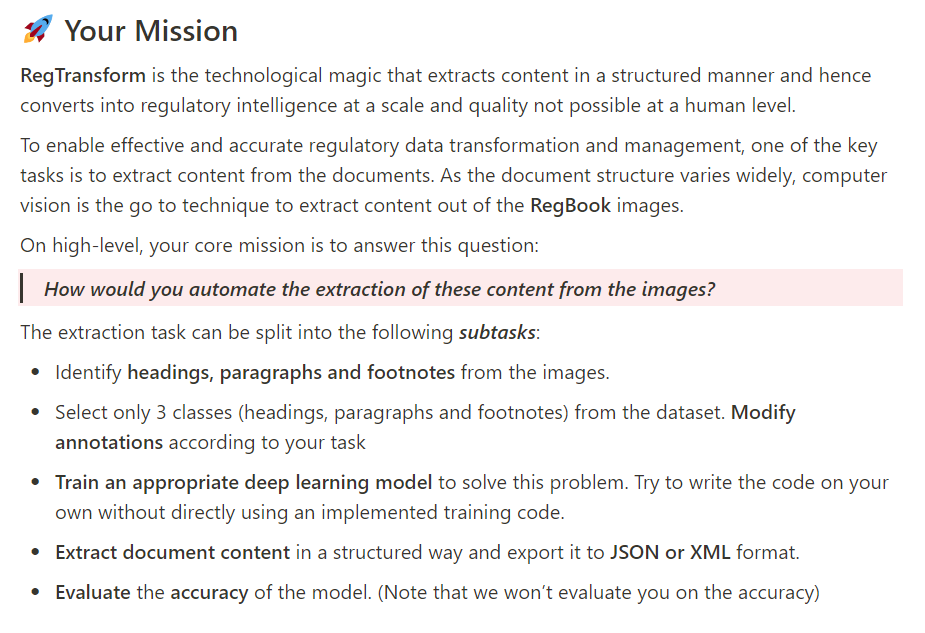 🚀 Your Mission
RegTransform is the technological magic that extracts content in a structured manner and hence
converts into regulatory intelligence at a scale and quality not possible at a human level.
To enable effective and accurate regulatory data transformation and management, one of the key
tasks is to extract content from the documents. As the document structure varies widely, computer
vision is the go to technique to extract content out of the RegBook images.
On high-level, your core mission is to answer this question:
How would you automate the extraction of these content from the images?
The extraction task can be split into the following subtasks:
• Identify headings, paragraphs and footnotes from the images.
• Select only 3 classes (headings, paragraphs and footnotes) from the dataset. Modify
annotations according to your task
• Train an appropriate deep learning model to solve this problem. Try to write the code on your
own without directly using an implemented training code.
• Extract document content in a structured way and export it to JSON or XML format.
• Evaluate the accuracy of the model. (Note that we won't evaluate you on the accuracy)